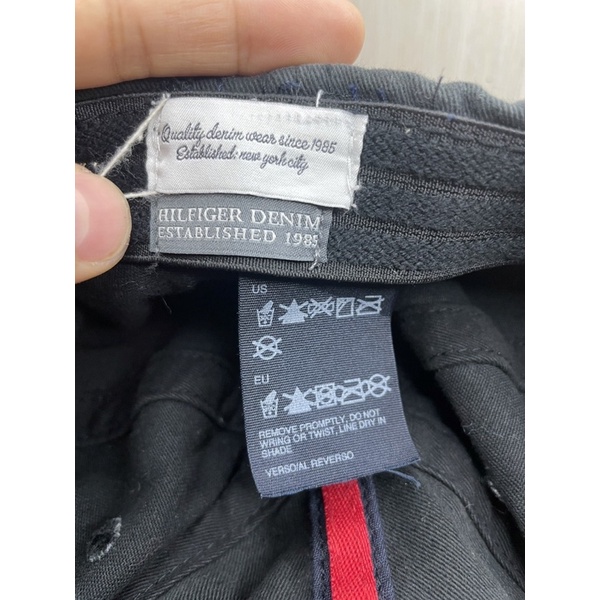 Quality denim wear since 1985
Established: new york city
HILFIGER DENIM
ESTABLISHED 1985
US
EU
REMOVE PROMPTLY, DO NOT
WRING OR TWIST, LINE DRY IN
SHADE
VERSO/AL REVERSO